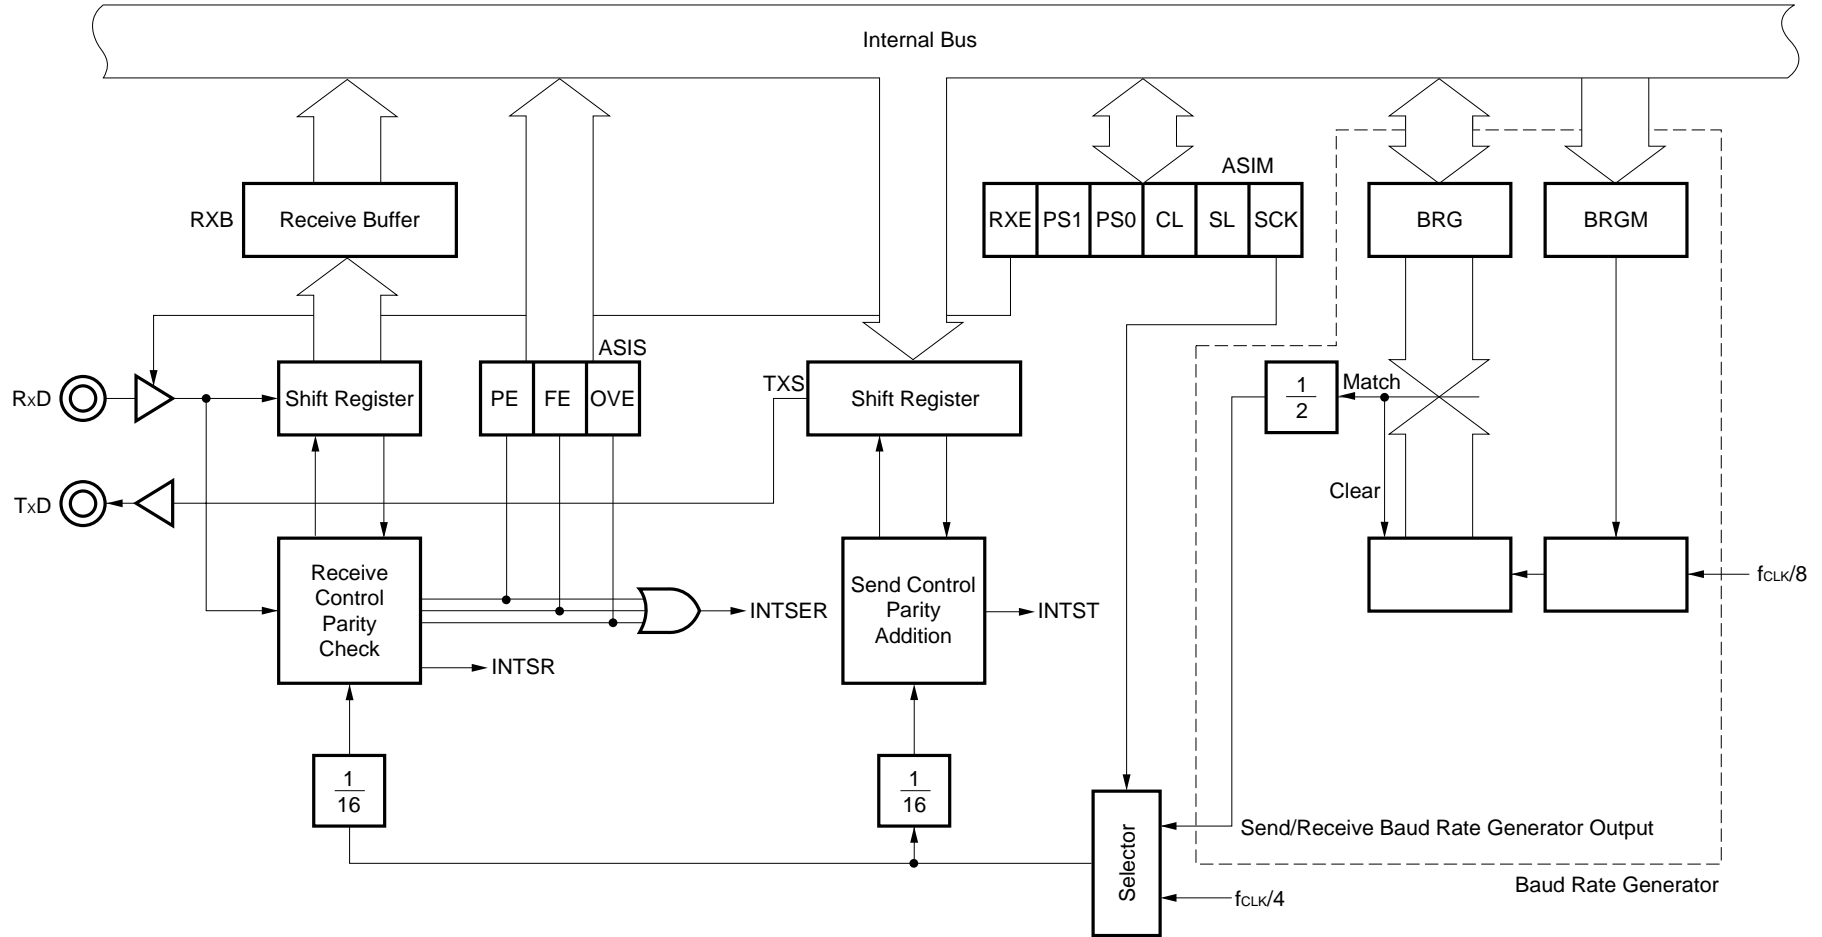 Internal Bus
ASIM
RXB
Receive Buffer
RXE PS1 PS0 CL SL SCK
BRG
BRGM
ASIS
RxD
Shift Register
PE FE OVE
TXS
Shift Register
1
2
Match
TxD
Clear
Receive
Control
Parity
Check
INTSER
INTSR
Send Control
Parity
Addition
INTST
fCLK/8
1
16
1
16
Selector
Send/Receive Baud Rate Generator Output
fCLK/4
Baud Rate Generator